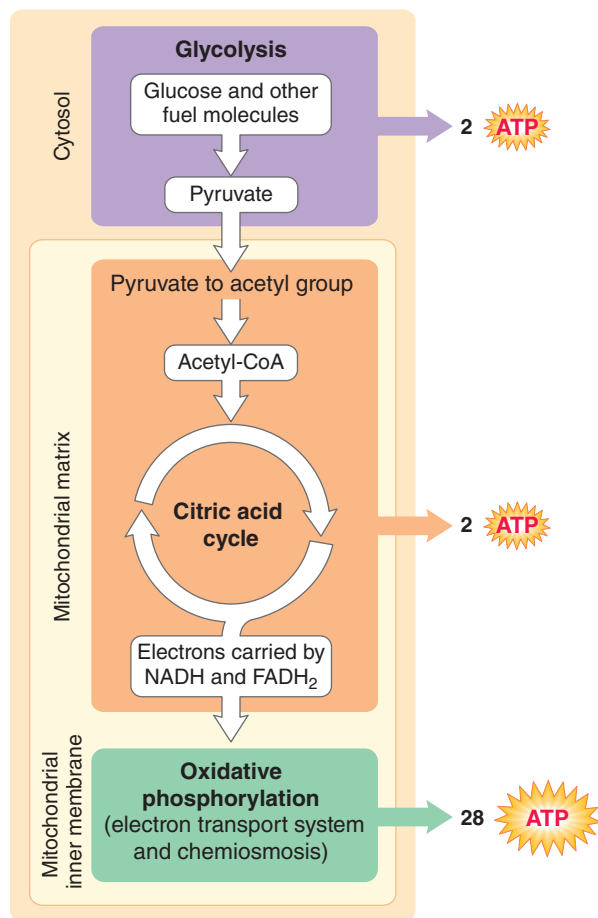 Glycolysis
Glucose and other
fuel molecules
Cytosol
2 ATP
Pyruvate
Pyruvate to acetyl group
Acetyl-CoA
Mitochondrial matrix
Citric acid
cycle
2 ATP
Electrons carried by
NADH and FADH₂
Mitochondrial
inner membrane
Oxidative
phosphorylation
(electron transport system
and chemiosmosis)
28 ATP